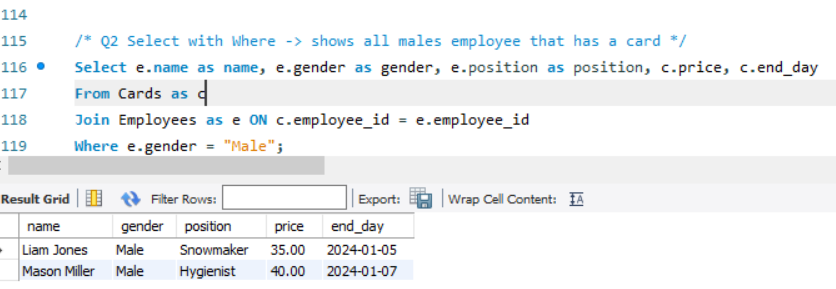 114
115 /* Q2 Select with Where -> shows all males employee that has a card */
116 Select e.name as name, e.gender as gender, e.position as position, c.price, c.end_day
117 From Cards as c
118 Join Employees as e ON c.employee_id = e.employee_id
119 Where e.gender = "Male";
Result Grid Filter Rows: Export: Wrap Cell Content:
name gender position price end_day
Liam Jones Male Snowmaker 35.00 2024-01-05
Mason Miller Male Hygienist 40.00 2024-01-07